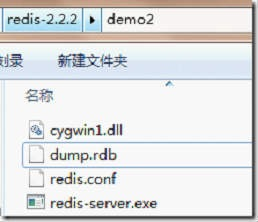 redis-2.2.2 ▶ demo2
刻录 新建文件夹
名称
cygwin1.dll
dump.rdb
redis.conf
redis-server.exe